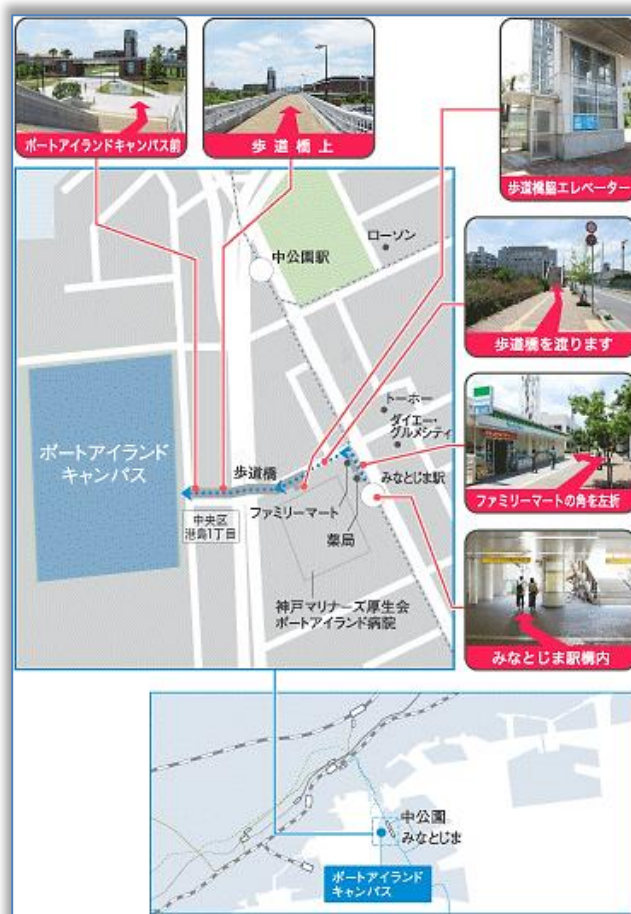 ポートアイランドキャンパス前
歩道橋上
歩道橋脇エレベーター
中公園駅
ローソン
歩道橋を渡ります
トーホー
ダイエー・
グルメシティ
ポートアイランド
キャンパス
歩道橋
みなとじま駅
ファミリーマート
ファミリーマートの角を左折
中央区
港島1丁目
薬局
神戸マリナーズ厚生会
ポートアイランド病院
みなとじま駅構内
中公園
みなとじま
ポートアイランド
キャンパス